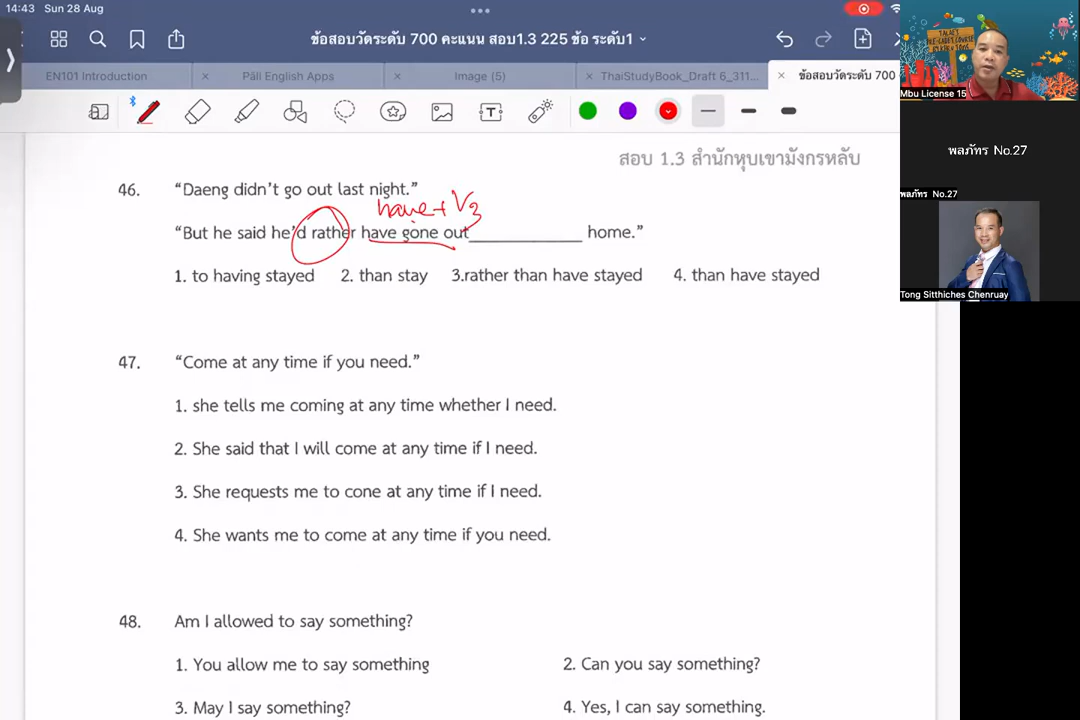 14:43 Sun 28 Aug
ข้อสอบวัดระดับ 700 คะแนน สอบ1.3 225 ข้อ ระดับ1
EN101 Introduction
Pāli English Apps
Image (5)
ThaiStudyBook_Draft 6_311...
ข้อสอบวัดระดับ 700
TALAEY
PRE-CADET COURSE
Mbu License 15
พลภัทร No.27
พลภัทร No.27
Tong Sitthiches Chenruay
สอบ 1.3 สำนักหุบเขามังกรหลับ
46. “Daeng didn’t go out last night.”
have + V3
“But he said he’d rather have gone out____________ home.”
1. to having stayed 2. than stay 3.rather than have stayed 4. than have stayed
47. “Come at any time if you need.”
1. she tells me coming at any time whether I need.
2. She said that I will come at any time if I need.
3. She requests me to cone at any time if I need.
4. She wants me to come at any time if you need.
48. Am I allowed to say something?
1. You allow me to say something 2. Can you say something?
3. May I say something? 4. Yes, I can say something.